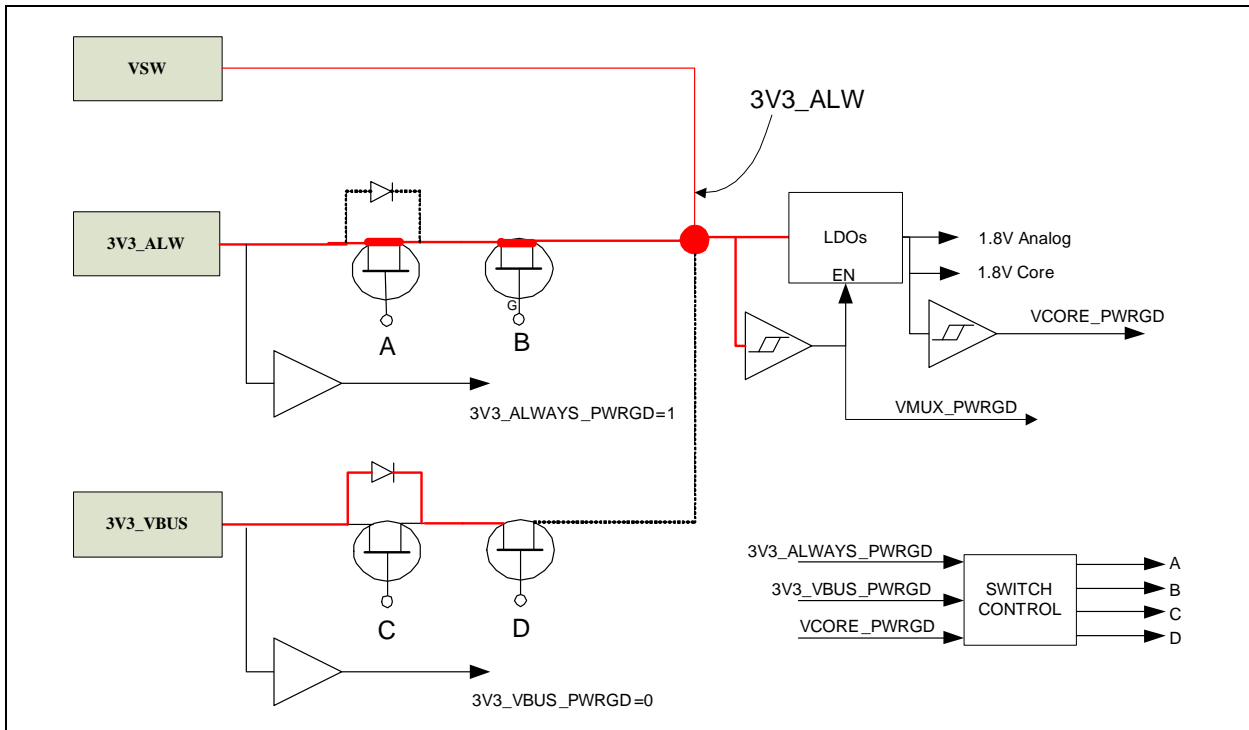 VSW
3V3_ALW
3V3_ALW
LDOs
EN
1.8V Analog
1.8V Core
G
A
B
VCORE_PWRGD
3V3_ALWAYS_PWRGD=1
VMUX_PWRGD
3V3_VBUS
C
D
3V3_VBUS_PWRGD=0
3V3_ALWAYS_PWRGD
3V3_VBUS_PWRGD
VCORE_PWRGD
SWITCH
CONTROL
A
B
C
D